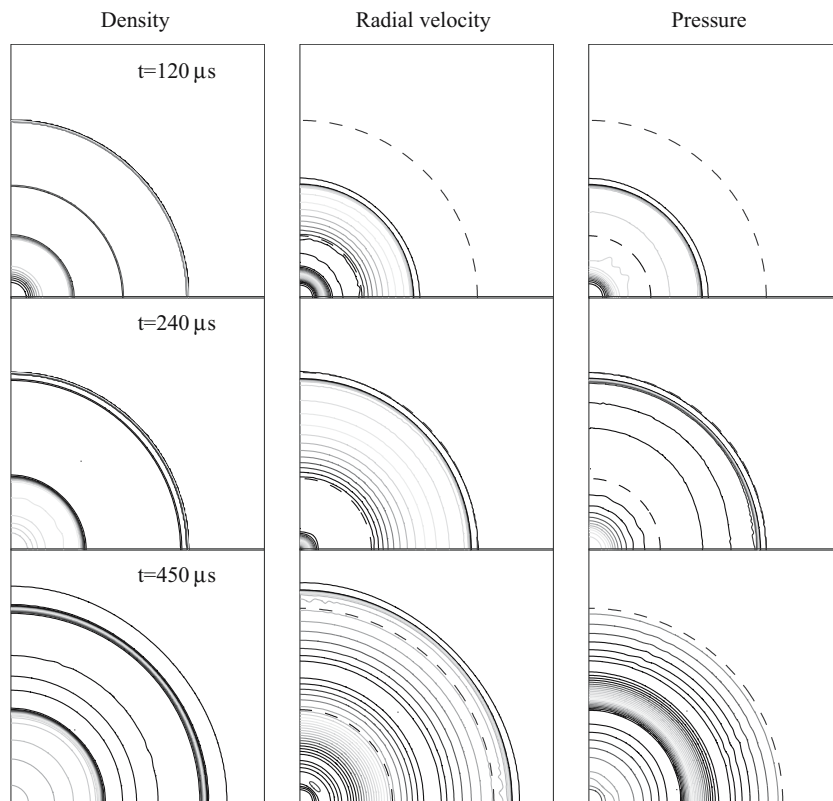 Density
Radial velocity
Pressure
t=120 μs
t=240 μs
t=450 μs